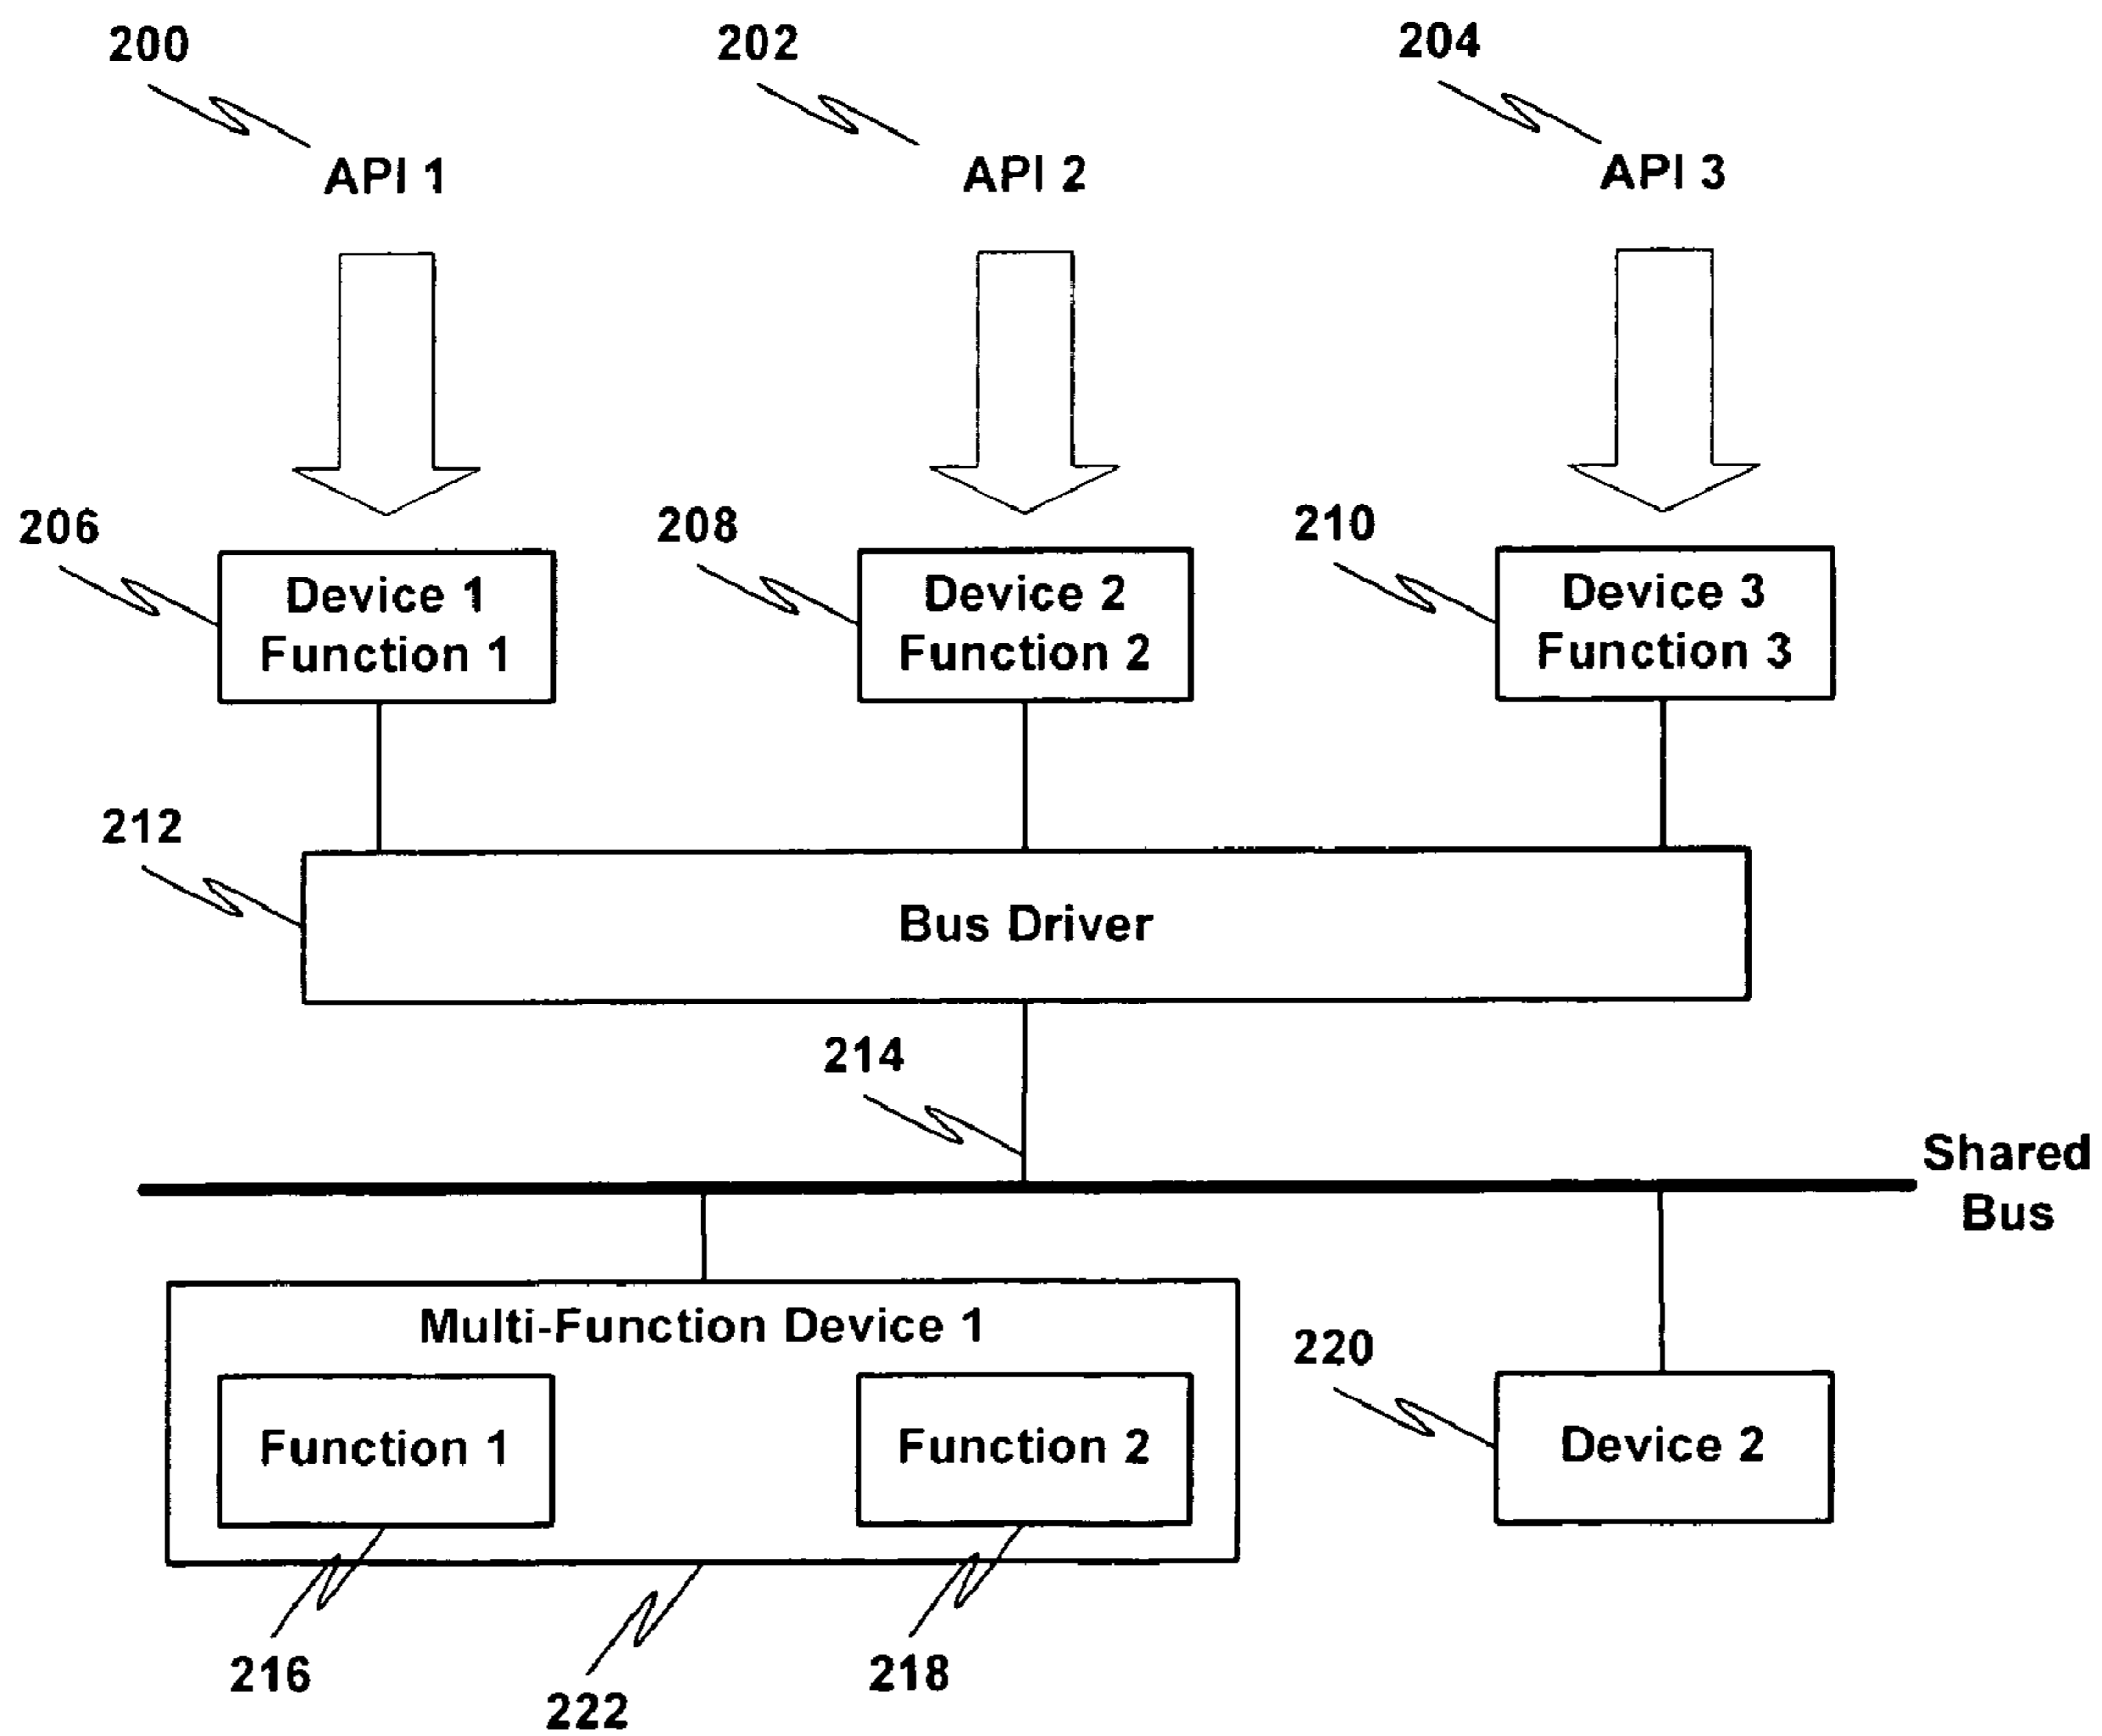 200
202
204
API 1
API 2
API 3
206
208
210
Device 1
Function 1
Device 2
Function 2
Device 3
Function 3
212
Bus Driver
214
Shared
Bus
Multi-Function Device 1
220
Function 1
Function 2
Device 2
216
222
218